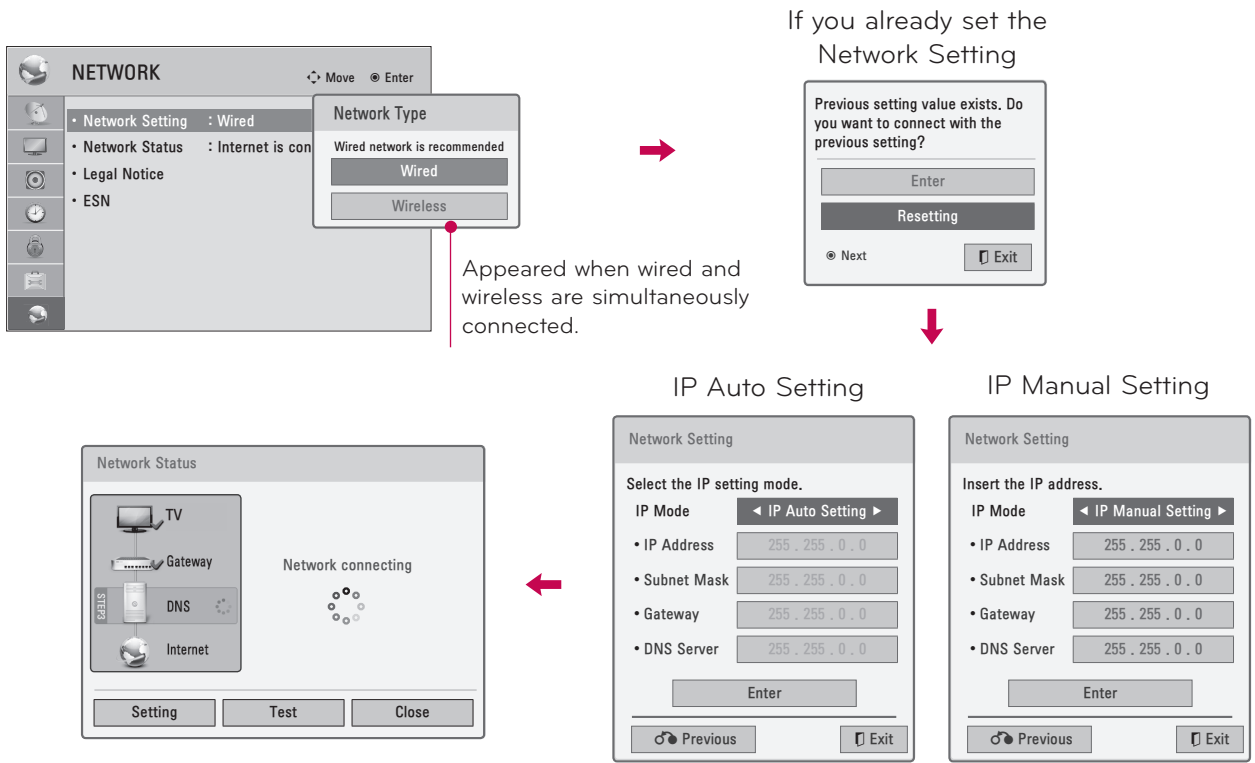 If you already set the
Network Setting
NETWORK
Move
Enter
• Network Setting : Wired
• Network Status : Internet is con
• Legal Notice
• ESN
Network Type
Wired network is recommended
Wired
Wireless
Appeared when wired and
wireless are simultaneously
connected.
Previous setting value exists. Do
you want to connect with the
previous setting?
Enter
Resetting
Next
Exit
IP Auto Setting
Network Setting
Select the IP setting mode.
IP Mode ◄ IP Auto Setting ►
• IP Address 255 . 255 . 0 . 0
• Subnet Mask 255 . 255 . 0 . 0
• Gateway 255 . 255 . 0 . 0
• DNS Server 255 . 255 . 0 . 0
Enter
Previous
Exit
IP Manual Setting
Network Setting
Insert the IP address.
IP Mode ◄ IP Manual Setting ►
• IP Address 255 . 255 . 0 . 0
• Subnet Mask 255 . 255 . 0 . 0
• Gateway 255 . 255 . 0 . 0
• DNS Server 255 . 255 . 0 . 0
Enter
Previous
Exit
Network Status
TV
Gateway
STEP3
DNS
Internet
Network connecting
Setting
Test
Close